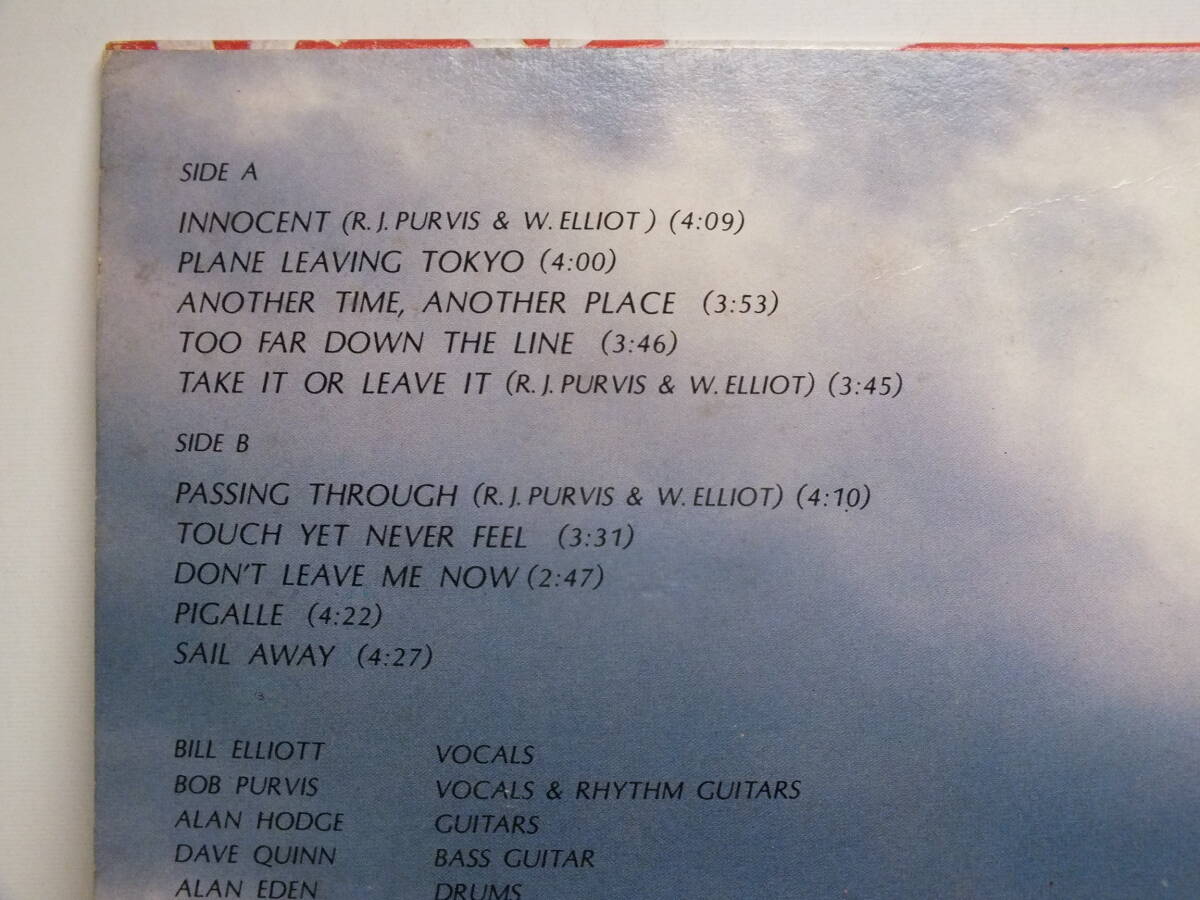 SIDE A
INNOCENT (R. J. PURVIS & W. ELLIOT ) (4:09)
PLANE LEAVING TOKYO (4:00)
ANOTHER TIME, ANOTHER PLACE (3:53)
TOO FAR DOWN THE LINE (3:46)
TAKE IT OR LEAVE IT (R. J. PURVIS & W. ELLIOT) (3:45)
SIDE B
PASSING THROUGH (R. J. PURVIS & W. ELLIOT) (4:10)
TOUCH YET NEVER FEEL (3:31)
DON'T LEAVE ME NOW (2:47)
PIGALLE (4:22)
SAIL AWAY (4:27)
BILL ELLIOTT VOCALS
BOB PURVIS VOCALS & RHYTHM GUITARS
ALAN HODGE GUITARS
DAVE QUINN BASS GUITAR
ALAN EDEN DRUMS